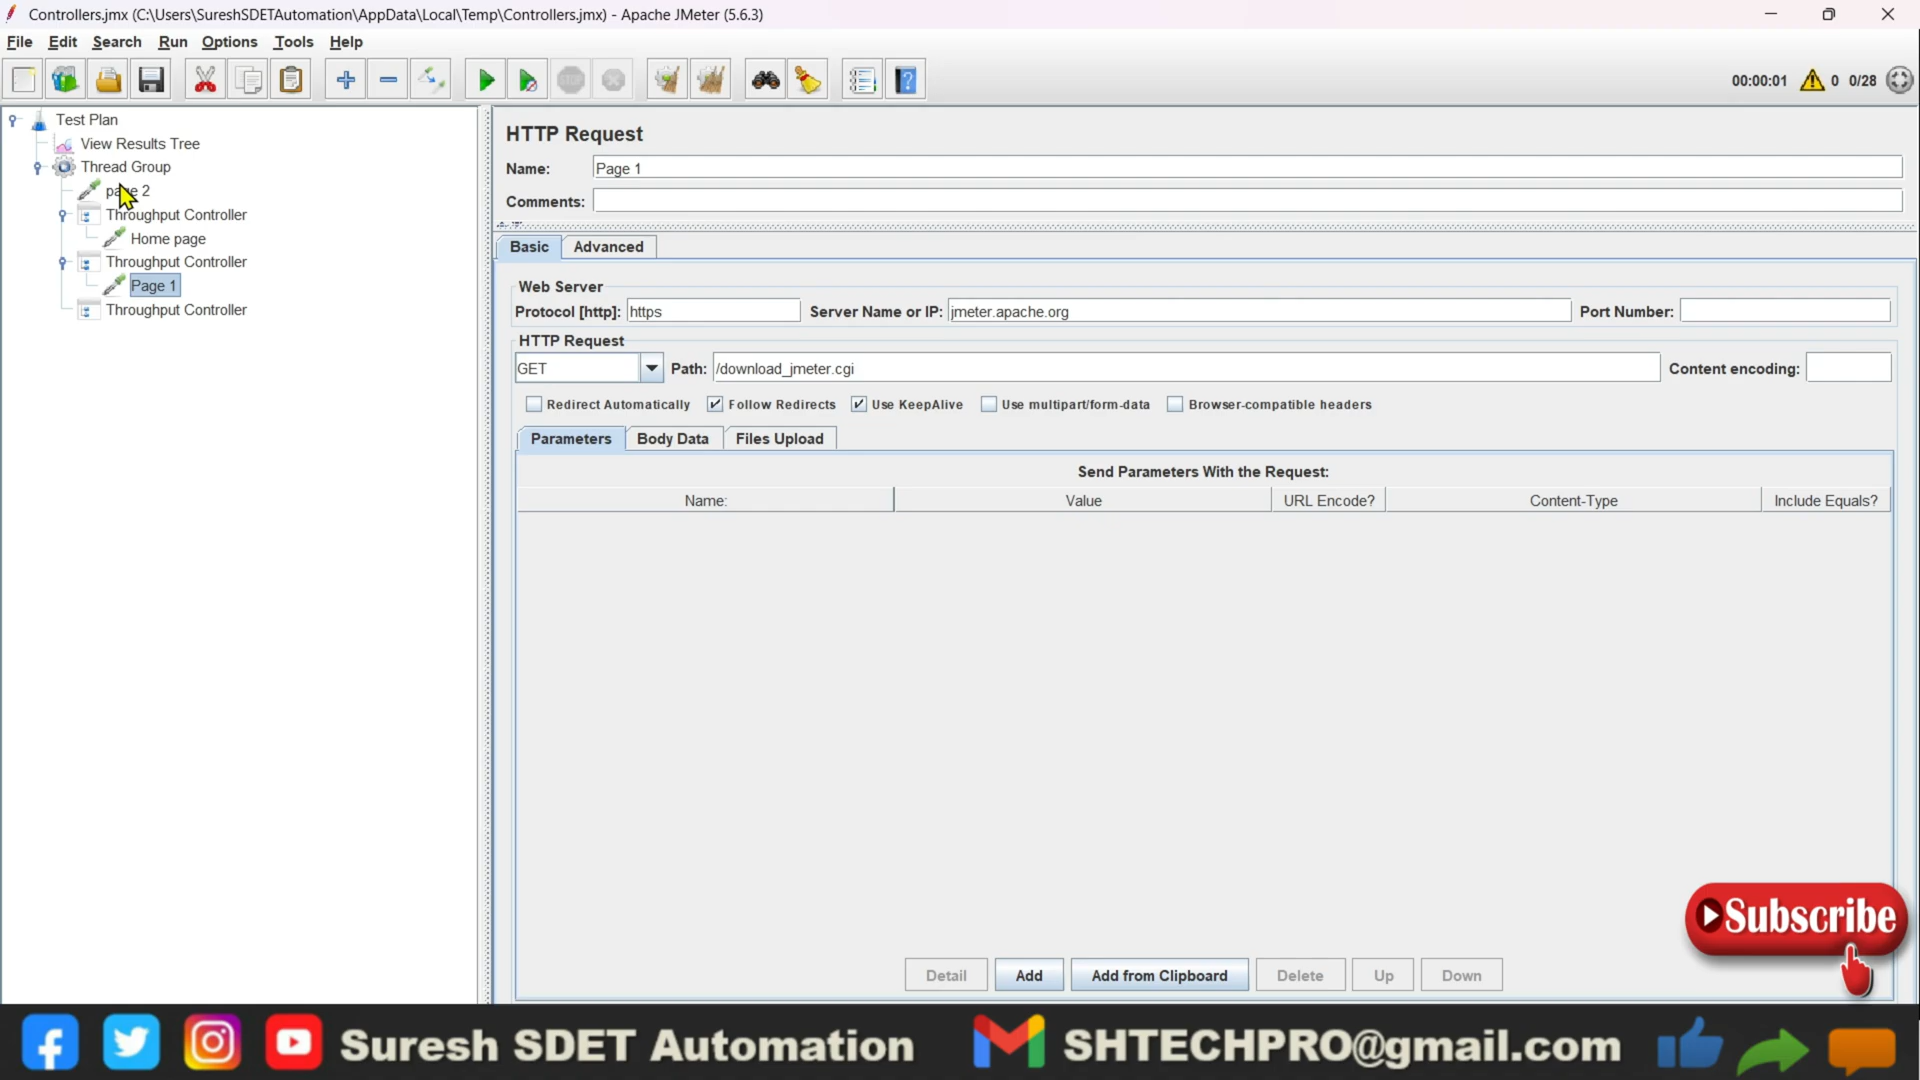 Controllers.jmx (C:\Users\SureshSDETAutomation\AppData\Local\Temp\Controllers.jmx) - Apache JMeter (5.6.3)
File Edit Search Run Options Tools Help
STOP
00:00:01 0 0/28
Test Plan
View Results Tree
Thread Group
page 2
Throughput Controller
Home page
Throughput Controller
Page 1
Throughput Controller
HTTP Request
Name: Page 1
Comments:
Basic Advanced
Web Server
Protocol [http]: https Server Name or IP: jmeter.apache.org Port Number:
HTTP Request
GET Path: /download_jmeter.cgi Content encoding:
Redirect Automatically Follow Redirects Use KeepAlive Use multipart/form-data Browser-compatible headers
Parameters Body Data Files Upload
Send Parameters With the Request:
Name: Value URL Encode? Content-Type Include Equals?
Subscribe
Detail Add Add from Clipboard Delete Up Down
Suresh SDET Automation SHTECHPRO@gmail.com